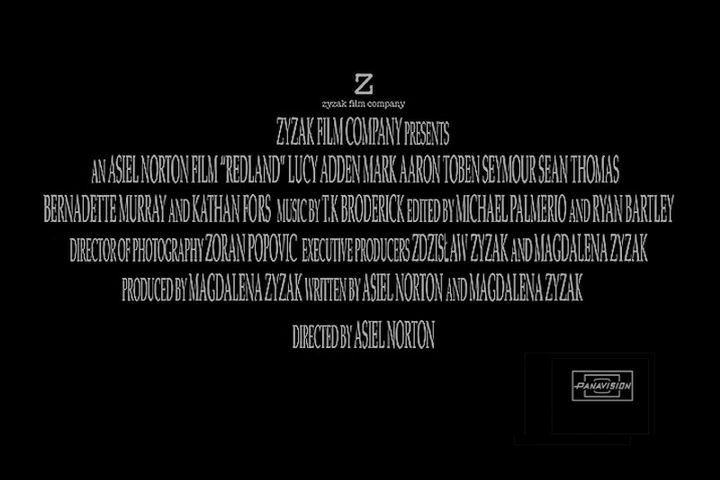 Z
zyzak film company
ZYZAK FILM COMPANY PRESENTS
AN ASIEL NORTON FILM "REDLAND" LUCY ADDEN MARK AARON TOBEN SEYMOUR SEAN THOMAS
BERNADETTE MURRAY AND KATHAN FORS MUSIC BY T.K BRODERICK EDITED BY MICHAEL PALMERIO AND RYAN BARTLEY
DIRECTOR OF PHOTOGRAPHY ZORAN POPOVIC EXECUTIVE PRODUCERS ZDZISŁAW ZYZAK AND MAGDALENA ZYZAK
PRODUCED BY MAGDALENA ZYZAK WRITTEN BY ASIEL NORTON AND MAGDALENA ZYZAK
DIRECTED BY ASIEL NORTON
PANAVISION